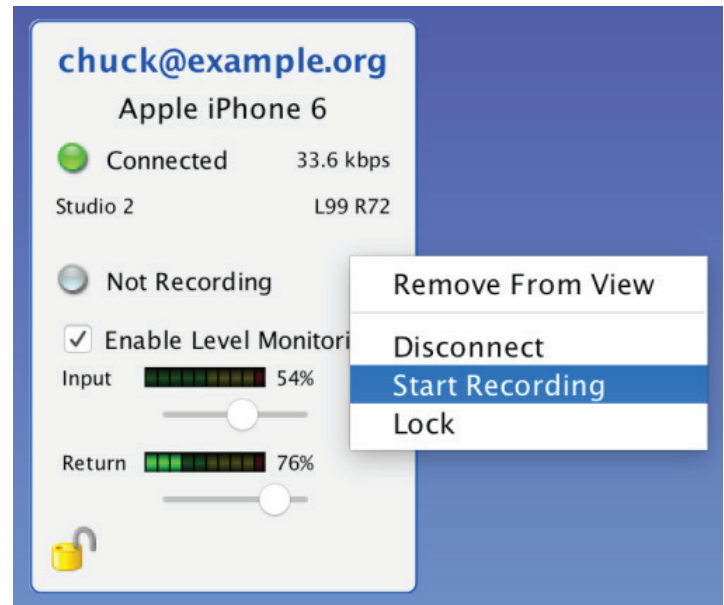 chuck@example.org
Apple iPhone 6
Connected 33.6 kbps
Studio 2 L99 R72
Not Recording
Enable Level Monitori
Input 54%
Return 76%
Remove From View
Disconnect
Start Recording
Lock